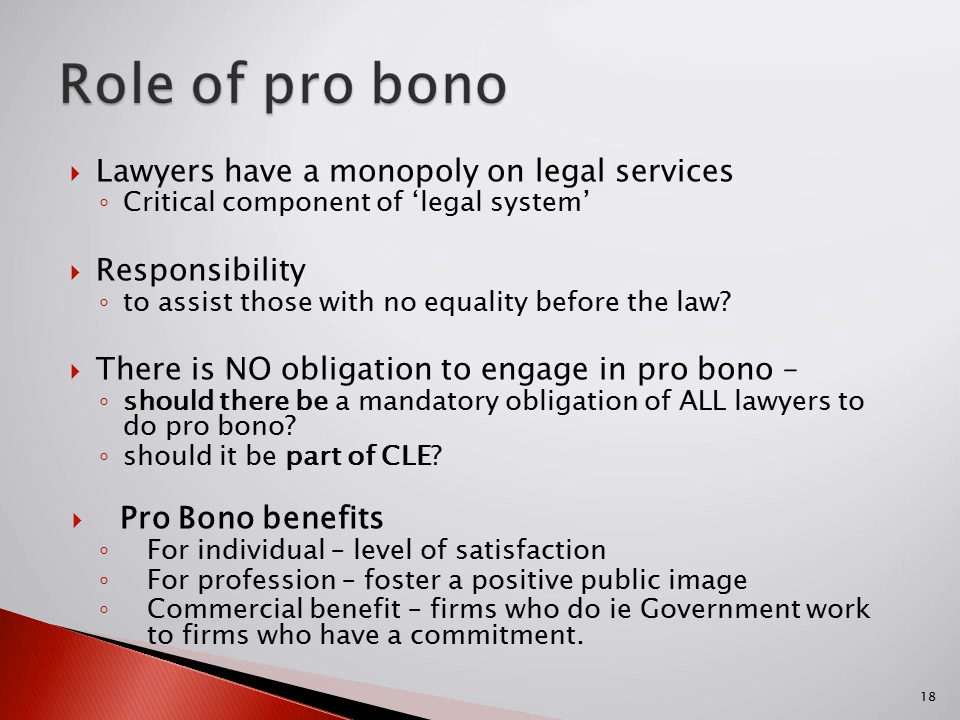 Role of pro bono
Lawyers have a monopoly on legal services
Critical component of ‘legal system’
Responsibility
to assist those with no equality before the law?
There is NO obligation to engage in pro bono –
should there be a mandatory obligation of ALL lawyers to
do pro bono?
should it be part of CLE?
Pro Bono benefits
For individual – level of satisfaction
For profession – foster a positive public image
Commercial benefit – firms who do ie Government work
to firms who have a commitment.
18